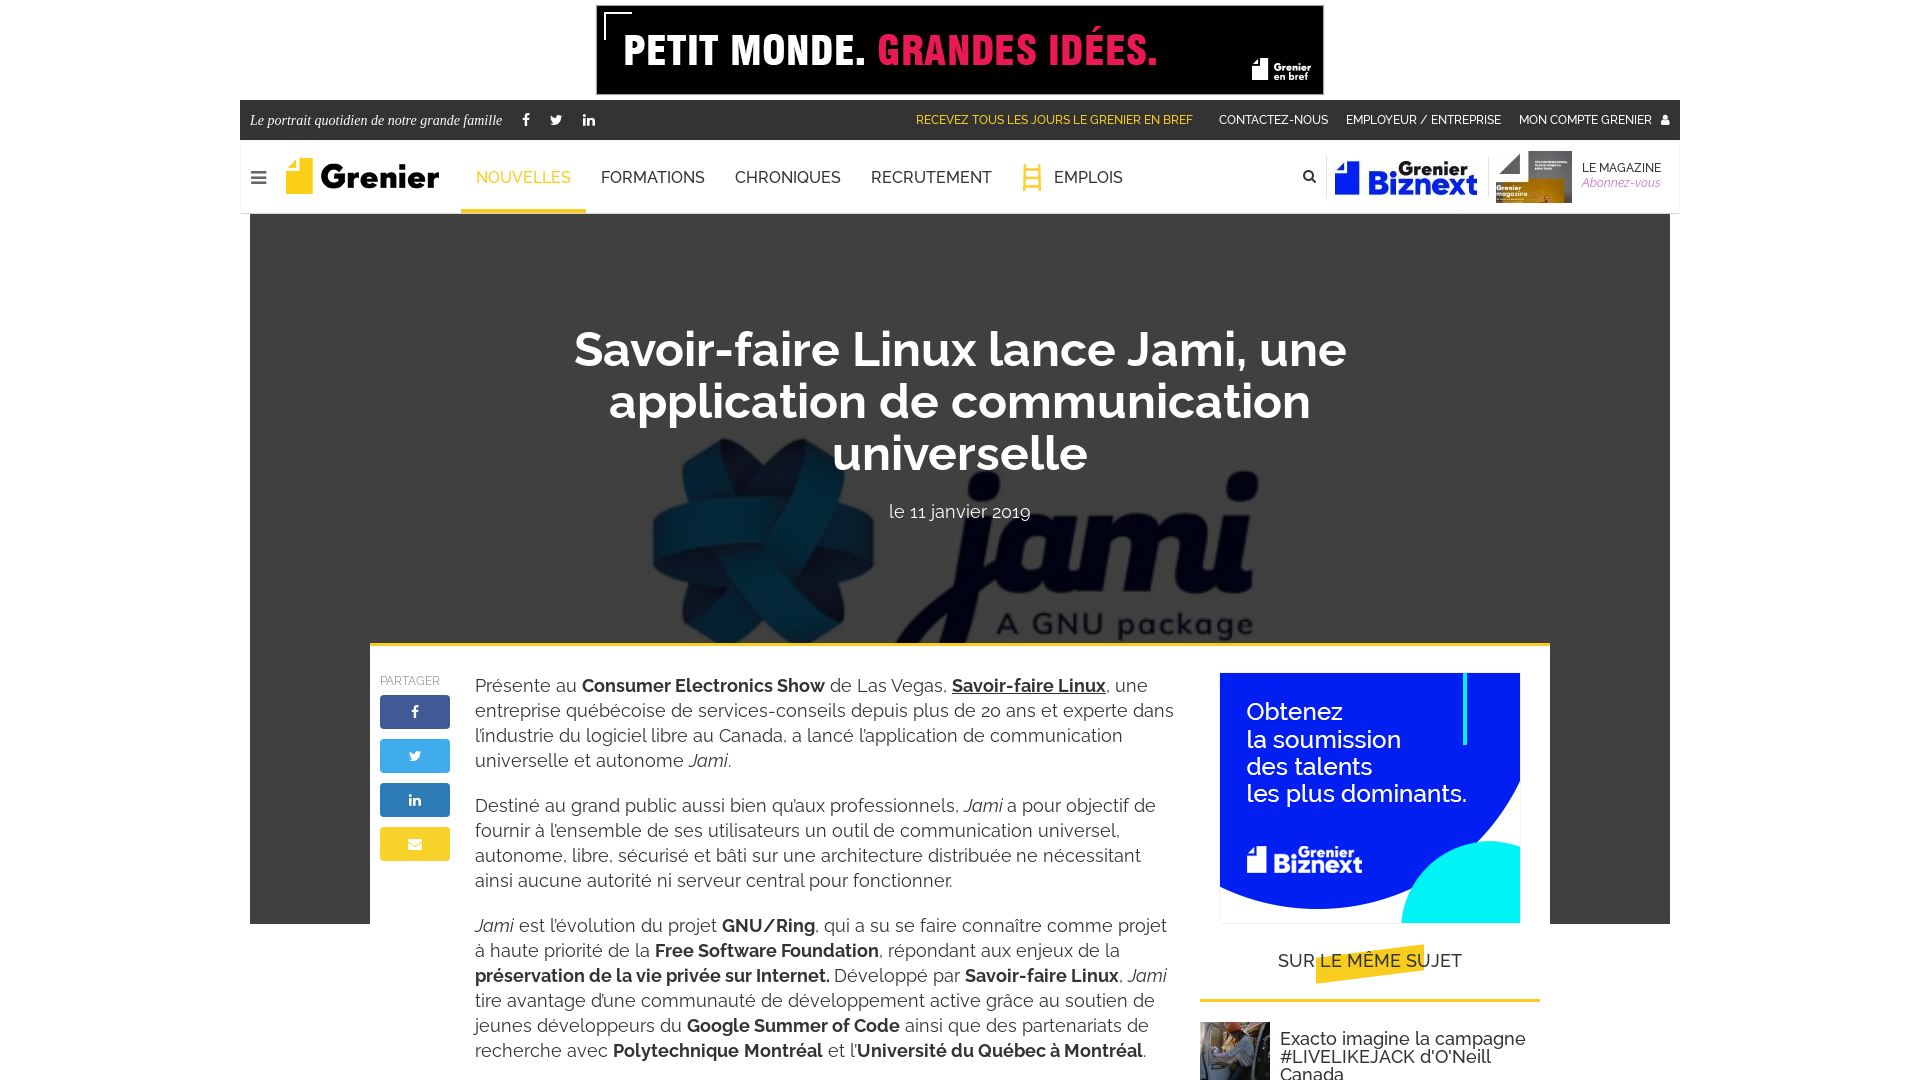 PETIT MONDE. GRANDES IDÉES.
Grenier
en bref
Le portrait quotidien de notre grande famille
RECEVEZ TOUS LES JOURS LE GRENIER EN BREF
CONTACTEZ-NOUS
EMPLOYEUR / ENTREPRISE
MON COMPTE GRENIER
Grenier
NOUVELLES
FORMATIONS
CHRONIQUES
RECRUTEMENT
EMPLOIS
Grenier
Biznext
Grenier
magazine
LE MAGAZINE
Abonnez-vous
Savoir-faire Linux lance Jami, une
application de communication
universelle
le 11 janvier 2019
jami
A GNU package
PARTAGER
Présente au Consumer Electronics Show de Las Vegas, Savoir-faire Linux, une
entreprise québécoise de services-conseils depuis plus de 20 ans et experte dans
l’industrie du logiciel libre au Canada, a lancé l’application de communication
universelle et autonome Jami.
Destiné au grand public aussi bien qu’aux professionnels, Jami a pour objectif de
fournir à l’ensemble de ses utilisateurs un outil de communication universel,
autonome, libre, sécurisé et bâti sur une architecture distribuée ne nécessitant
ainsi aucune autorité ni serveur central pour fonctionner.
Jami est l’évolution du projet GNU/Ring, qui a su se faire connaître comme projet
à haute priorité de la Free Software Foundation, répondant aux enjeux de la
préservation de la vie privée sur Internet. Développé par Savoir-faire Linux, Jami
tire avantage d’une communauté de développement active grâce au soutien de
jeunes développeurs du Google Summer of Code ainsi que des partenariats de
recherche avec Polytechnique Montréal et l’Université du Québec à Montréal.
Obtenez
la soumission
des talents
les plus dominants.
Grenier
Biznext
SUR LE MÊME SUJET
Exacto imagine la campagne
#LIVELIKEJACK d'O'Neill
Canada